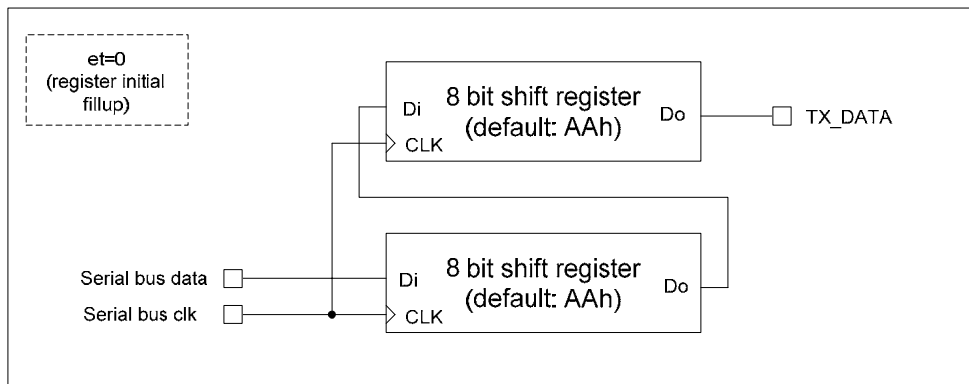 et=0
(register initial
fillup)
8 bit shift register
(default: AAh)
Di
CLK
Do
TX_DATA
8 bit shift register
(default: AAh)
Di
CLK
Do
Serial bus data
Serial bus clk